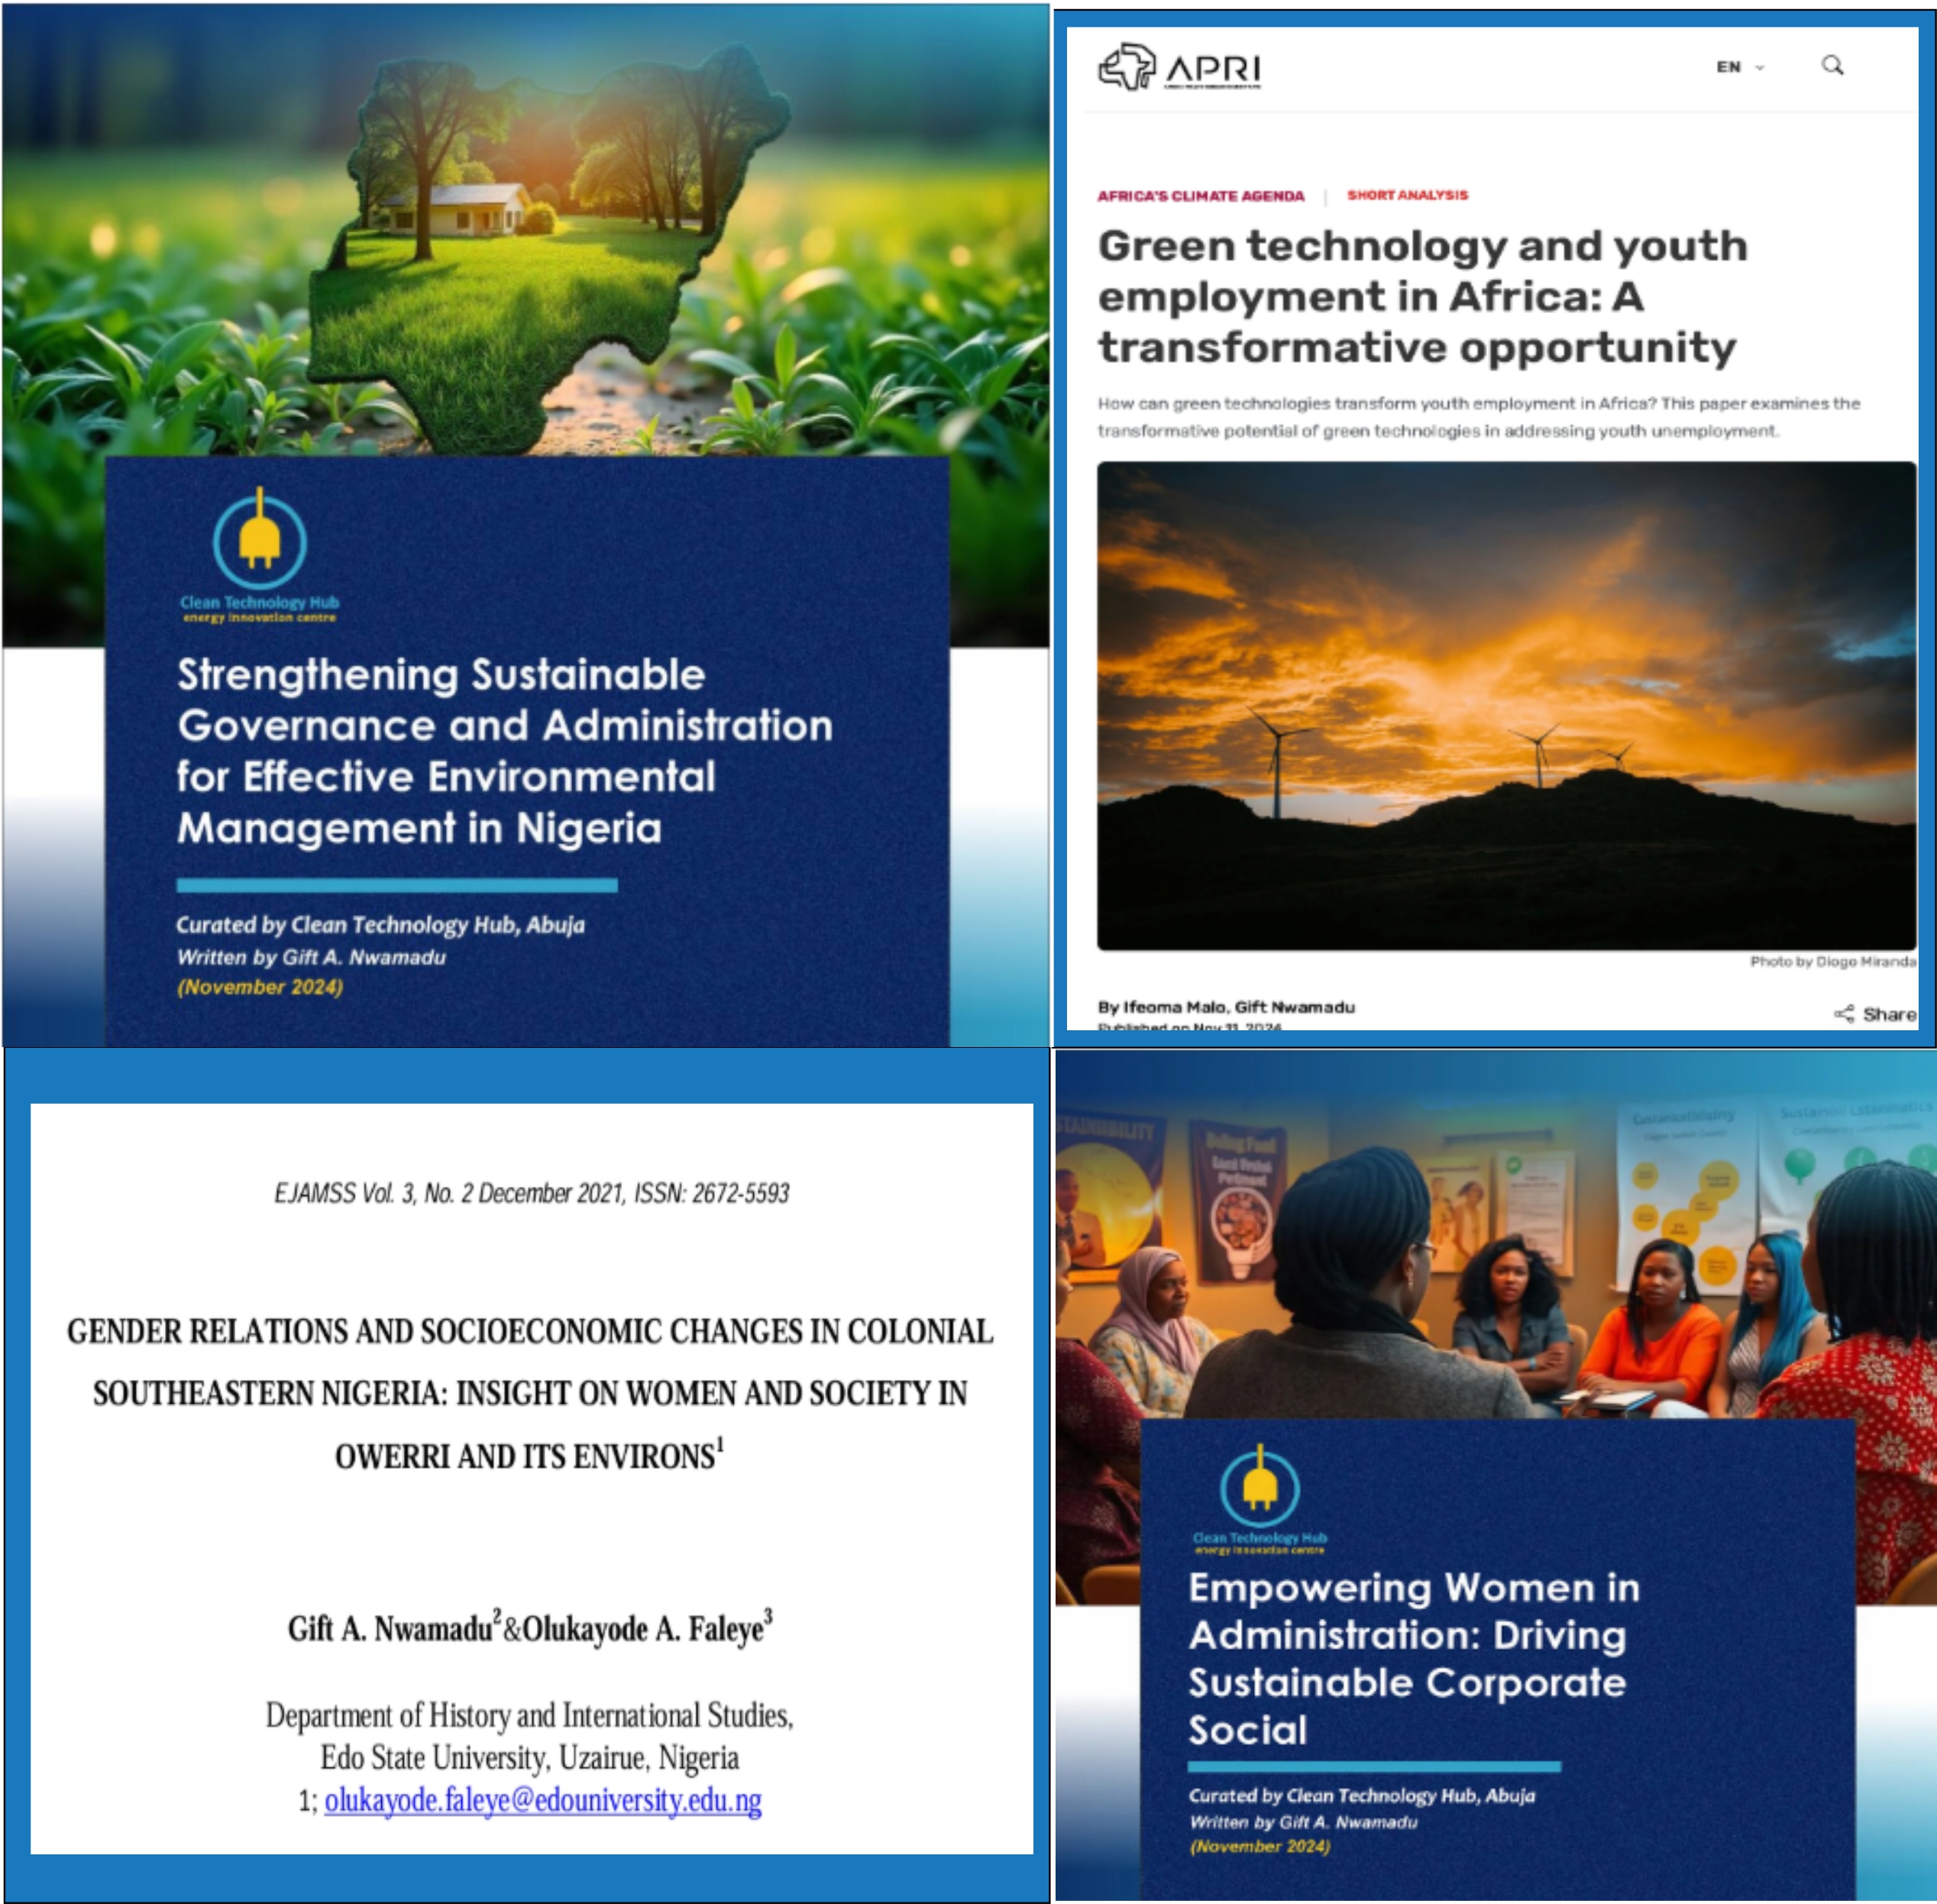 Clean Technology Hub
energy innovation centre
Strengthening Sustainable
Governance and Administration
for Effective Environmental
Management in Nigeria
Curated by Clean Technology Hub, Abuja
Written by Gift A. Nwamadu
(November 2024)
APRI
EN
AFRICA'S CLIMATE AGENDA
SHORT ANALYSIS
Green technology and youth
employment in Africa: A
transformative opportunity
How can green technologies transform youth employment in Africa? This paper examines the
transformative potential of green technologies in addressing youth unemployment.
Photo by Diogo Miranda
By Ifeoma Malo, Gift Nwamadu
Share
Published on Nov 11, 2024
EJAMSS Vol. 3, No. 2 December 2021, ISSN: 2672-5593
GENDER RELATIONS AND SOCIOECONOMIC CHANGES IN COLONIAL
SOUTHEASTERN NIGERIA: INSIGHT ON WOMEN AND SOCIETY IN
OWERRI AND ITS ENVIRONS1
Gift A. Nwamadu2&Olukayode A. Faleye3
Department of History and International Studies,
Edo State University, Uzairue, Nigeria
1; olukayode.faleye@edouniversity.edu.ng
Clean Technology Hub
energy innovation centre
Empowering Women in
Administration: Driving
Sustainable Corporate
Social
Curated by Clean Technology Hub, Abuja
Written by Gift A. Nwamadu
(November 2024)